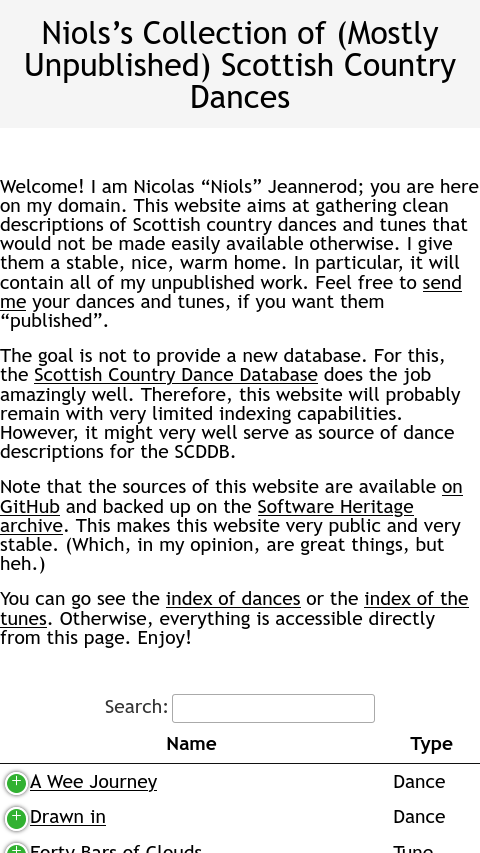 Niols’s Collection of (Mostly
Unpublished) Scottish Country
Dances
Welcome! I am Nicolas “Niols” Jeannerod; you are here
on my domain. This website aims at gathering clean
descriptions of Scottish country dances and tunes that
would not be made easily available otherwise. I give
them a stable, nice, warm home. In particular, it will
contain all of my unpublished work. Feel free to send
me your dances and tunes, if you want them
“published”.
The goal is not to provide a new database. For this,
the Scottish Country Dance Database does the job
amazingly well. Therefore, this website will probably
remain with very limited indexing capabilities.
However, it might very well serve as source of dance
descriptions for the SCDDB.
Note that the sources of this website are available on
GitHub and backed up on the Software Heritage
archive. This makes this website very public and very
stable. (Which, in my opinion, are great things, but
heh.)
You can go see the index of dances or the index of the
tunes. Otherwise, everything is accessible directly
from this page. Enjoy!
Search:
Name Type
A Wee Journey Dance
Drawn in Dance
Forty Bars of Clouds Tune